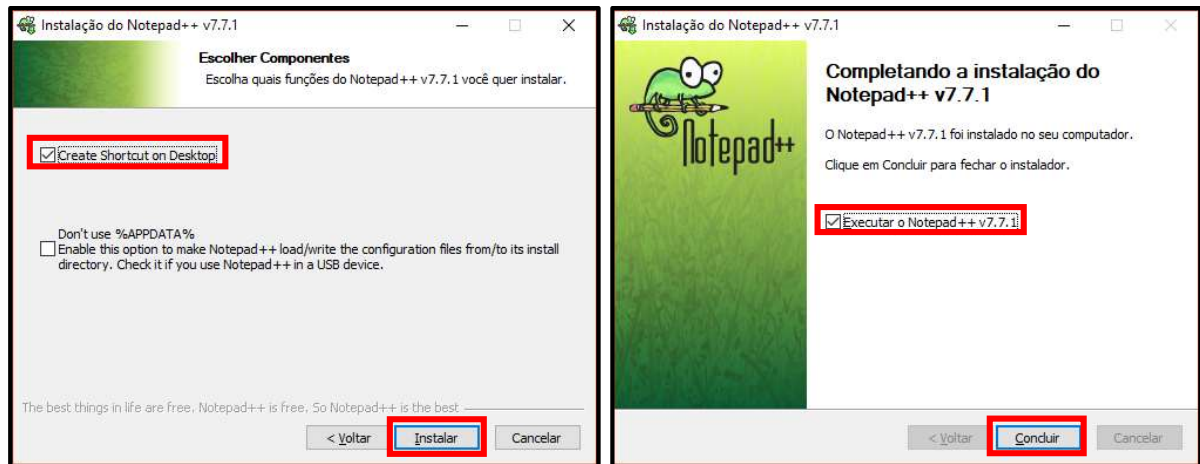 Instalação do Notepad++ v7.7.1
Escolher Componentes
Escolha quais funções do Notepad++ v7.7.1 você quer instalar.
Create Shortcut on Desktop
Don't use %APPDATA%
Enable this option to make Notepad++ load/write the configuration files from/to its install
directory. Check it if you use Notepad++ in a USB device.
The best things in life are free. Notepad++ is free. So Notepad++ is the best
< Voltar
Instalar
Cancelar
Instalação do Notepad++ v7.7.1
Notepad++
Completando a instalação do
Notepad++ v7.7.1
O Notepad++ v7.7.1 foi instalado no seu computador.
Clique em Concluir para fechar o instalador.
Executar o Notepad++ v7.7.1
< Voltar
Concluir
Cancelar